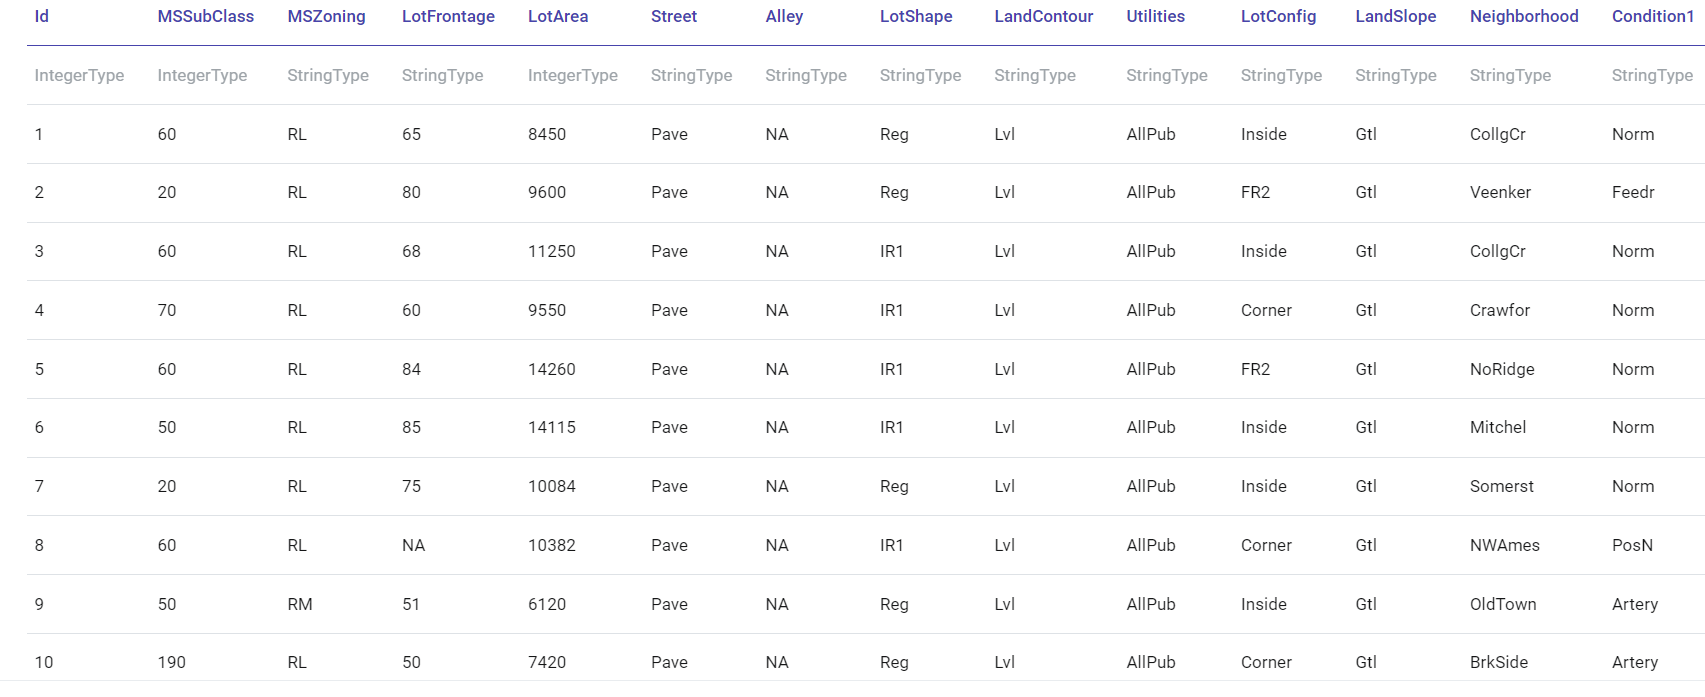 Id MSSubClass MSZoning LotFrontage LotArea Street Alley LotShape LandContour Utilities LotConfig LandSlope Neighborhood Condition1
IntegerType IntegerType StringType StringType IntegerType StringType StringType StringType StringType StringType StringType StringType StringType StringType
1 60 RL 65 8450 Pave NA Reg Lvl AllPub Inside Gtl CollgCr Norm
2 20 RL 80 9600 Pave NA Reg Lvl AllPub FR2 Gtl Veenker Feedr
3 60 RL 68 11250 Pave NA IR1 Lvl AllPub Inside Gtl CollgCr Norm
4 70 RL 60 9550 Pave NA IR1 Lvl AllPub Corner Gtl Crawfor Norm
5 60 RL 84 14260 Pave NA IR1 Lvl AllPub FR2 Gtl NoRidge Norm
6 50 RL 85 14115 Pave NA IR1 Lvl AllPub Inside Gtl Mitchel Norm
7 20 RL 75 10084 Pave NA Reg Lvl AllPub Inside Gtl Somerst Norm
8 60 RL NA 10382 Pave NA IR1 Lvl AllPub Corner Gtl NWAmes PosN
9 50 RM 51 6120 Pave NA Reg Lvl AllPub Inside Gtl OldTown Artery
10 190 RL 50 7420 Pave NA Reg Lvl AllPub Corner Gtl BrkSide Artery